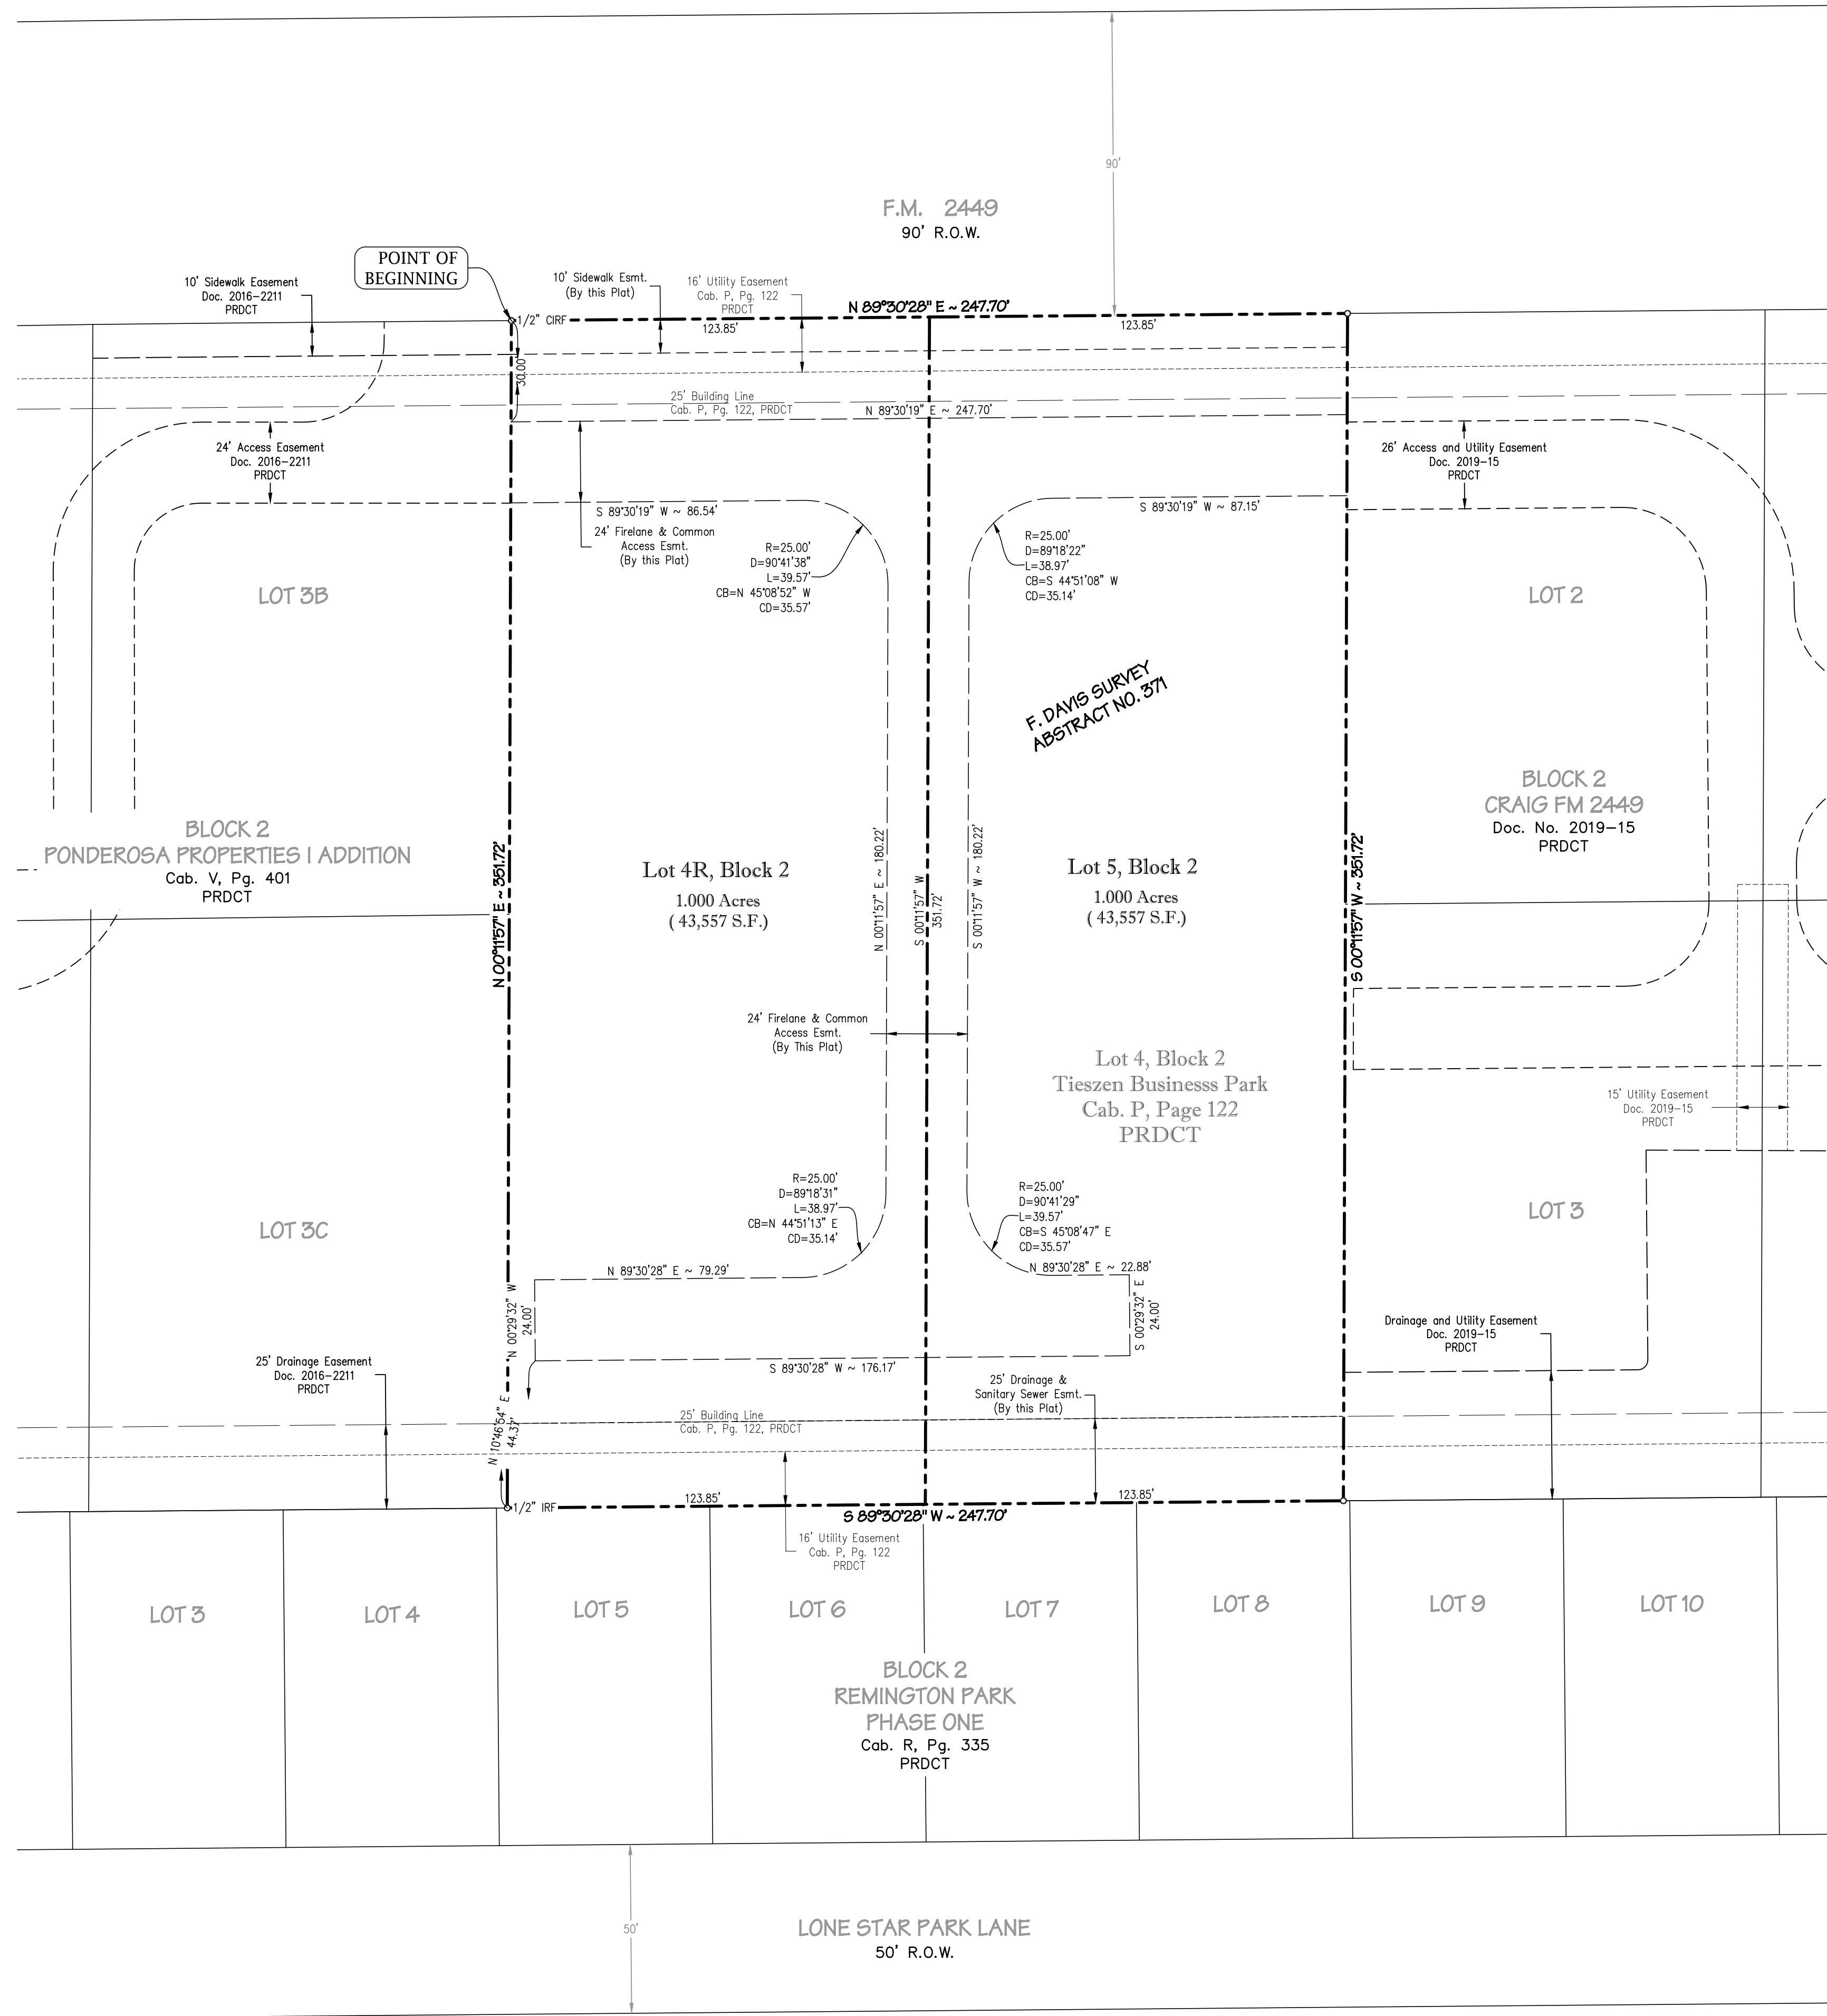 90'
F.M. 2449
90' R.O.W.
POINT OF
BEGINNING
10' Sidewalk Easement
Doc. 2016-2211
PRDCT
10' Sidewalk Esmt.
(By this Plat)
16' Utility Easement
Cab. P, Pg. 122
PRDCT
N 89°30'28" E ~ 247.70'
1/2" CIRF
123.85'
123.85'
30.00'
25' Building Line
Cab. P, Pg. 122, PRDCT
N 89°30'19" E ~ 247.70'
24' Access Easement
Doc. 2016-2211
PRDCT
26' Access and Utility Easement
Doc. 2019-15
PRDCT
S 89°30'19" W ~ 86.54'
S 89°30'19" W ~ 87.15'
24' Firelane & Common
Access Esmt.
(By this Plat)
R=25.00'
D=90°41'38"
L=39.57'
CB=N 45°08'52" W
CD=35.57'
R=25.00'
D=89°18'22"
L=38.97'
CB=S 44°51'08" W
CD=35.14'
LOT 3B
LOT 2
F. DAVIS SURVEY
ABSTRACT NO. 371
BLOCK 2
PONDEROSA PROPERTIES I ADDITION
Cab. V, Pg. 401
PRDCT
BLOCK 2
CRAIG FM 2449
Doc. No. 2019-15
PRDCT
N 00°11'57" E ~ 351.72'
Lot 4R, Block 2
1.000 Acres
( 43,557 S.F.)
N 00°11'57" E ~ 180.22'
S 00°11'57" W
351.72'
S 00°11'57" W ~ 180.22'
Lot 5, Block 2
1.000 Acres
( 43,557 S.F.)
S 00°11'57" W ~ 351.72'
24' Firelane & Common
Access Esmt.
(By This Plat)
Lot 4, Block 2
Tieszen Businesss Park
Cab. P, Page 122
PRDCT
15' Utility Easement
Doc. 2019-15
PRDCT
R=25.00'
D=89°18'31"
L=38.97'
CB=N 44°51'13" E
CD=35.14'
R=25.00'
D=90°41'29"
L=39.57'
CB=S 45°08'47" E
CD=35.57'
LOT 3C
LOT 3
N 89°30'28" E ~ 79.29'
N 89°30'28" E ~ 22.88'
N 00°29'32" W
24.00'
S 00°29'32" E
24.00'
Drainage and Utility Easement
Doc. 2019-15
PRDCT
25' Drainage Easement
Doc. 2016-2211
PRDCT
S 89°30'28" W ~ 176.17'
25' Drainage &
Sanitary Sewer Esmt.
(By this Plat)
N 10°46'54" E
44.37'
25' Building Line
Cab. P, Pg. 122, PRDCT
1/2" IRF
123.85'
123.85'
S 89°30'28" W ~ 247.70'
16' Utility Easement
Cab. P, Pg. 122
PRDCT
LOT 3
LOT 4
LOT 5
LOT 6
LOT 7
LOT 8
LOT 9
LOT 10
BLOCK 2
REMINGTON PARK
PHASE ONE
Cab. R, Pg. 335
PRDCT
50'
LONE STAR PARK LANE
50' R.O.W.